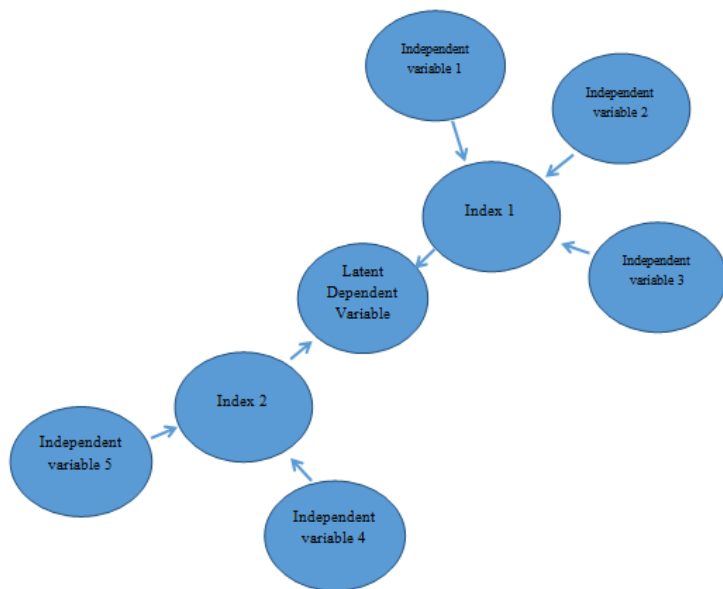 Independent
variable 1
Independent
variable 2
Index 1
Independent
variable 3
Latent
Dependent
Variable
Index 2
Independent
variable 5
Independent
variable 4